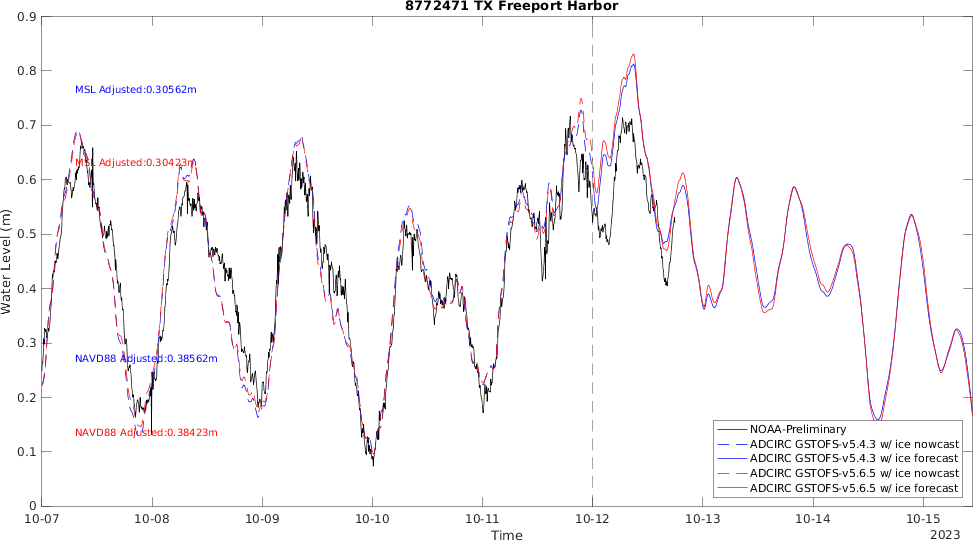 8772471 TX Freeport Harbor
0.9
0.8
0.7
0.6
0.5
0.4
0.3
0.2
0.1
0
Water Level (m)
MSL Adjusted:0.30562m
MSL Adjusted:0.30423m
NAVD88 Adjusted:0.38562m
NAVD88 Adjusted:0.38423m
NOAA-Preliminary
ADCIRC GSTOFS-v5.4.3 w/ ice nowcast
ADCIRC GSTOFS-v5.4.3 w/ ice forecast
ADCIRC GSTOFS-v5.6.5 w/ ice nowcast
ADCIRC GSTOFS-v5.6.5 w/ ice forecast
10-07 10-08 10-09 10-10 10-11 10-12 10-13 10-14 10-15
Time
2023